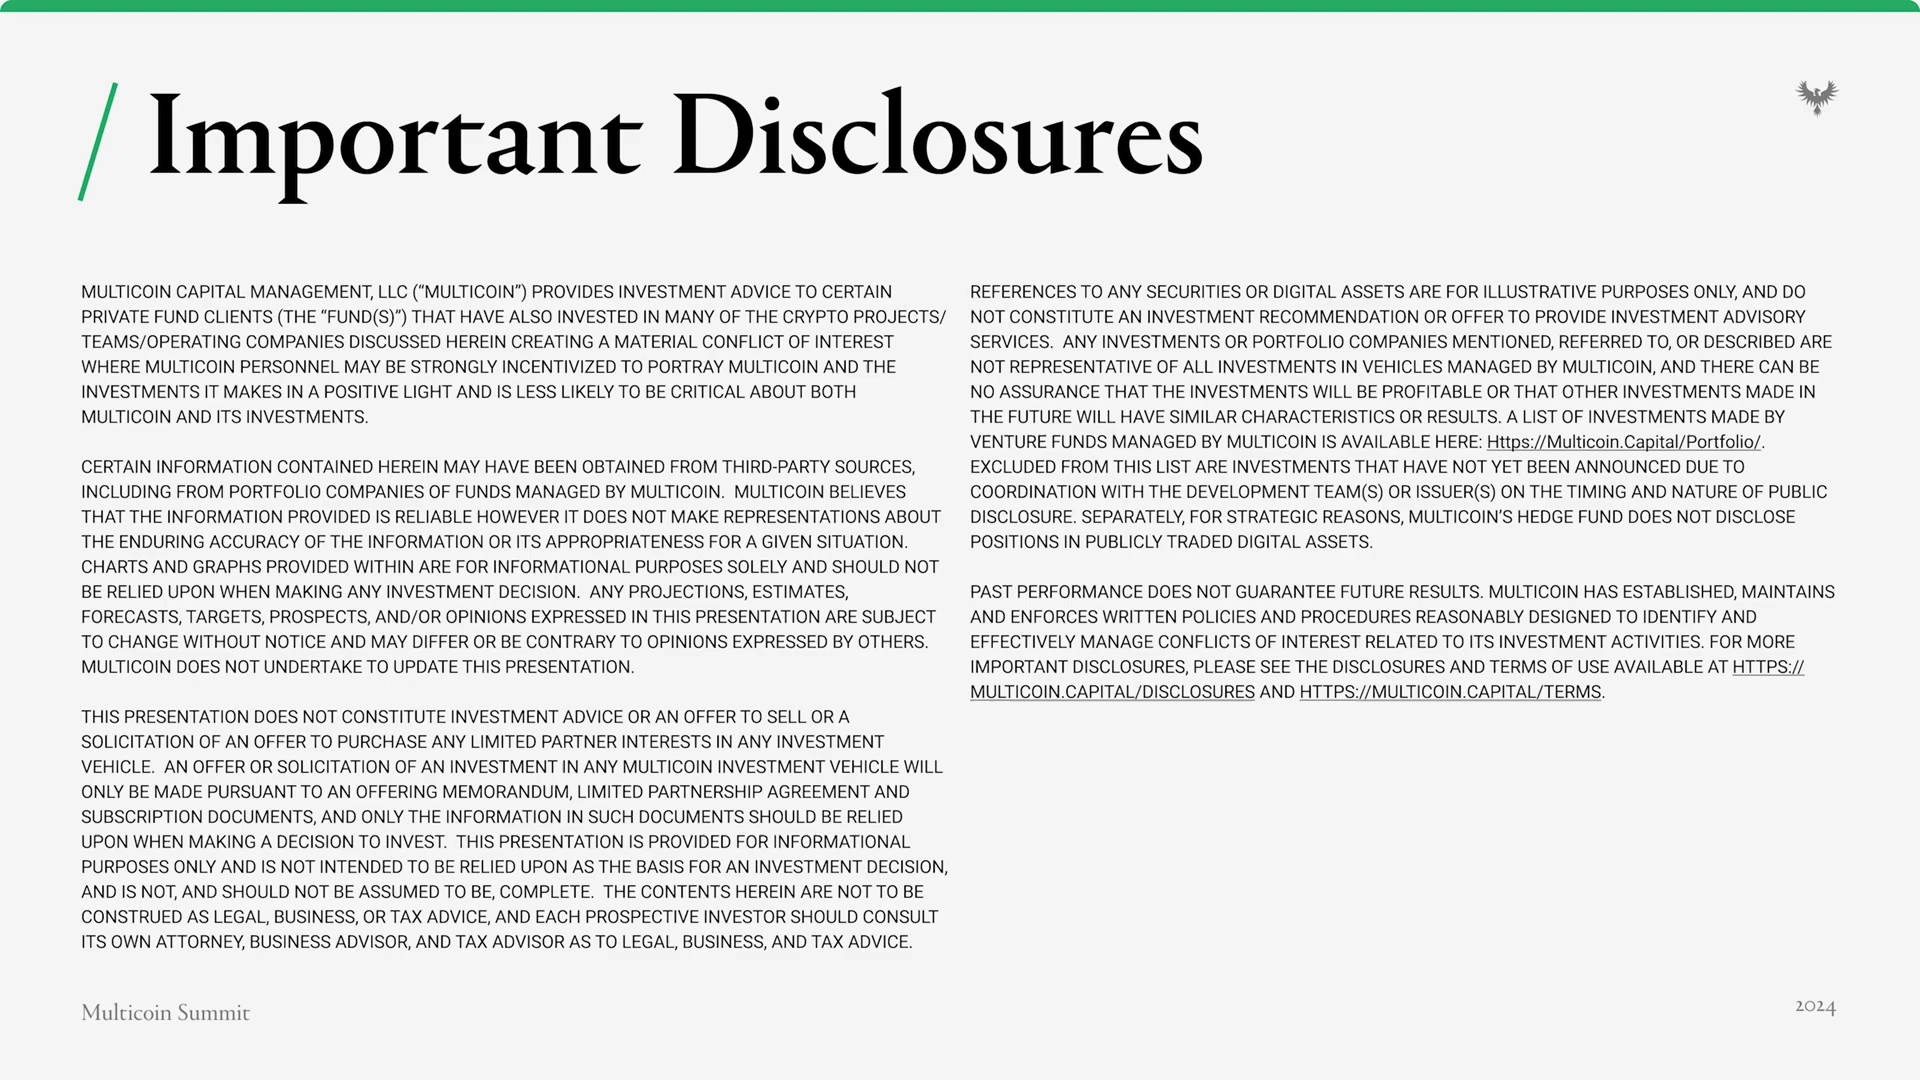 Important Disclosures
MULTICOIN CAPITAL MANAGEMENT, LLC (“MULTICOIN”) PROVIDES INVESTMENT ADVICE TO CERTAIN
PRIVATE FUND CLIENTS (THE “FUND(S)”) THAT HAVE ALSO INVESTED IN MANY OF THE CRYPTO PROJECTS/
TEAMS/OPERATING COMPANIES DISCUSSED HEREIN CREATING A MATERIAL CONFLICT OF INTEREST
WHERE MULTICOIN PERSONNEL MAY BE STRONGLY INCENTIVIZED TO PORTRAY MULTICOIN AND THE
INVESTMENTS IT MAKES IN A POSITIVE LIGHT AND IS LESS LIKELY TO BE CRITICAL ABOUT BOTH
MULTICOIN AND ITS INVESTMENTS.
CERTAIN INFORMATION CONTAINED HEREIN MAY HAVE BEEN OBTAINED FROM THIRD-PARTY SOURCES,
INCLUDING FROM PORTFOLIO COMPANIES OF FUNDS MANAGED BY MULTICOIN.  MULTICOIN BELIEVES
THAT THE INFORMATION PROVIDED IS RELIABLE HOWEVER IT DOES NOT MAKE REPRESENTATIONS ABOUT
THE ENDURING ACCURACY OF THE INFORMATION OR ITS APPROPRIATENESS FOR A GIVEN SITUATION.
CHARTS AND GRAPHS PROVIDED WITHIN ARE FOR INFORMATIONAL PURPOSES SOLELY AND SHOULD NOT
BE RELIED UPON WHEN MAKING ANY INVESTMENT DECISION.  ANY PROJECTIONS, ESTIMATES,
FORECASTS, TARGETS, PROSPECTS, AND/OR OPINIONS EXPRESSED IN THIS PRESENTATION ARE SUBJECT
TO CHANGE WITHOUT NOTICE AND MAY DIFFER OR BE CONTRARY TO OPINIONS EXPRESSED BY OTHERS.
MULTICOIN DOES NOT UNDERTAKE TO UPDATE THIS PRESENTATION.
THIS PRESENTATION DOES NOT CONSTITUTE INVESTMENT ADVICE OR AN OFFER TO SELL OR A
SOLICITATION OF AN OFFER TO PURCHASE ANY LIMITED PARTNER INTERESTS IN ANY INVESTMENT
VEHICLE.  AN OFFER OR SOLICITATION OF AN INVESTMENT IN ANY MULTICOIN INVESTMENT VEHICLE WILL
ONLY BE MADE PURSUANT TO AN OFFERING MEMORANDUM, LIMITED PARTNERSHIP AGREEMENT AND
SUBSCRIPTION DOCUMENTS, AND ONLY THE INFORMATION IN SUCH DOCUMENTS SHOULD BE RELIED
UPON WHEN MAKING A DECISION TO INVEST.  THIS PRESENTATION IS PROVIDED FOR INFORMATIONAL
PURPOSES ONLY AND IS NOT INTENDED TO BE RELIED UPON AS THE BASIS FOR AN INVESTMENT DECISION,
AND IS NOT, AND SHOULD NOT BE ASSUMED TO BE, COMPLETE.  THE CONTENTS HEREIN ARE NOT TO BE
CONSTRUED AS LEGAL, BUSINESS, OR TAX ADVICE, AND EACH PROSPECTIVE INVESTOR SHOULD CONSULT
ITS OWN ATTORNEY, BUSINESS ADVISOR, AND TAX ADVISOR AS TO LEGAL, BUSINESS, AND TAX ADVICE.
REFERENCES TO ANY SECURITIES OR DIGITAL ASSETS ARE FOR ILLUSTRATIVE PURPOSES ONLY, AND DO
NOT CONSTITUTE AN INVESTMENT RECOMMENDATION OR OFFER TO PROVIDE INVESTMENT ADVISORY
SERVICES.  ANY INVESTMENTS OR PORTFOLIO COMPANIES MENTIONED, REFERRED TO, OR DESCRIBED ARE
NOT REPRESENTATIVE OF ALL INVESTMENTS IN VEHICLES MANAGED BY MULTICOIN, AND THERE CAN BE
NO ASSURANCE THAT THE INVESTMENTS WILL BE PROFITABLE OR THAT OTHER INVESTMENTS MADE IN
THE FUTURE WILL HAVE SIMILAR CHARACTERISTICS OR RESULTS. A LIST OF INVESTMENTS MADE BY
VENTURE FUNDS MANAGED BY MULTICOIN IS AVAILABLE HERE: Https://Multicoin.Capital/Portfolio/.
EXCLUDED FROM THIS LIST ARE INVESTMENTS THAT HAVE NOT YET BEEN ANNOUNCED DUE TO
COORDINATION WITH THE DEVELOPMENT TEAM(S) OR ISSUER(S) ON THE TIMING AND NATURE OF PUBLIC
DISCLOSURE. SEPARATELY, FOR STRATEGIC REASONS, MULTICOIN’S HEDGE FUND DOES NOT DISCLOSE
POSITIONS IN PUBLICLY TRADED DIGITAL ASSETS.
PAST PERFORMANCE DOES NOT GUARANTEE FUTURE RESULTS. MULTICOIN HAS ESTABLISHED, MAINTAINS
AND ENFORCES WRITTEN POLICIES AND PROCEDURES REASONABLY DESIGNED TO IDENTIFY AND
EFFECTIVELY MANAGE CONFLICTS OF INTEREST RELATED TO ITS INVESTMENT ACTIVITIES. FOR MORE
IMPORTANT DISCLOSURES, PLEASE SEE THE DISCLOSURES AND TERMS OF USE AVAILABLE AT HTTPS://
MULTICOIN.CAPITAL/DISCLOSURES AND HTTPS://MULTICOIN.CAPITAL/TERMS.
Multicoin Summit
2024